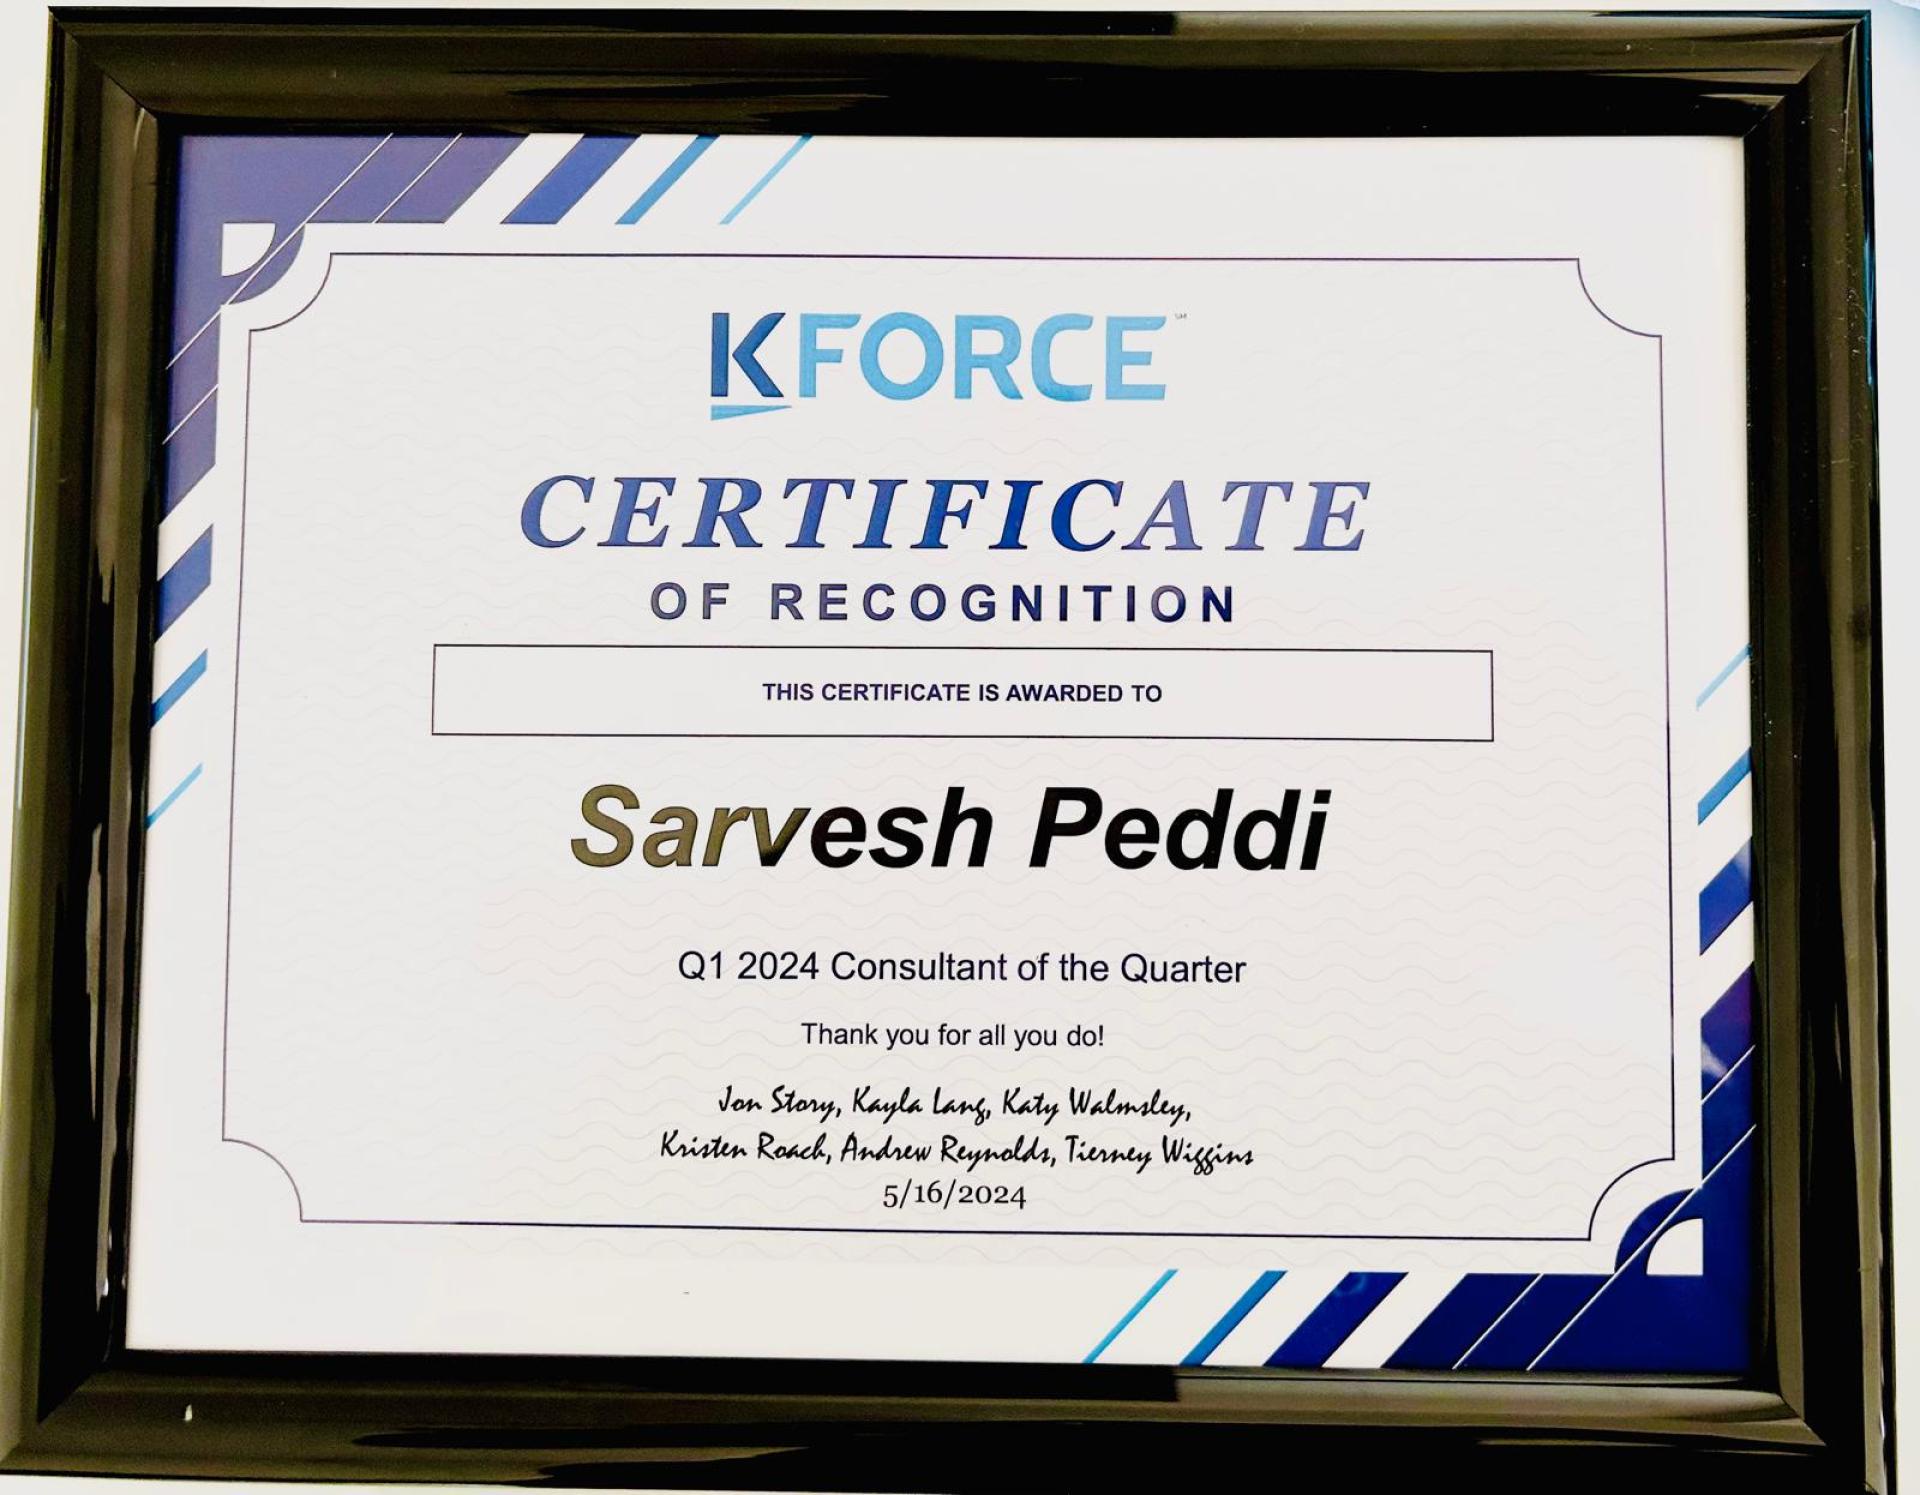 KFORCE℠
CERTIFICATE
OF RECOGNITION
THIS CERTIFICATE IS AWARDED TO
Sarvesh Peddi
Q1 2024 Consultant of the Quarter
Thank you for all you do!
Jon Story, Kayla Lang, Katy Walmsley,
Kristen Roach, Andrew Reynolds, Tierney Wiggins
5/16/2024